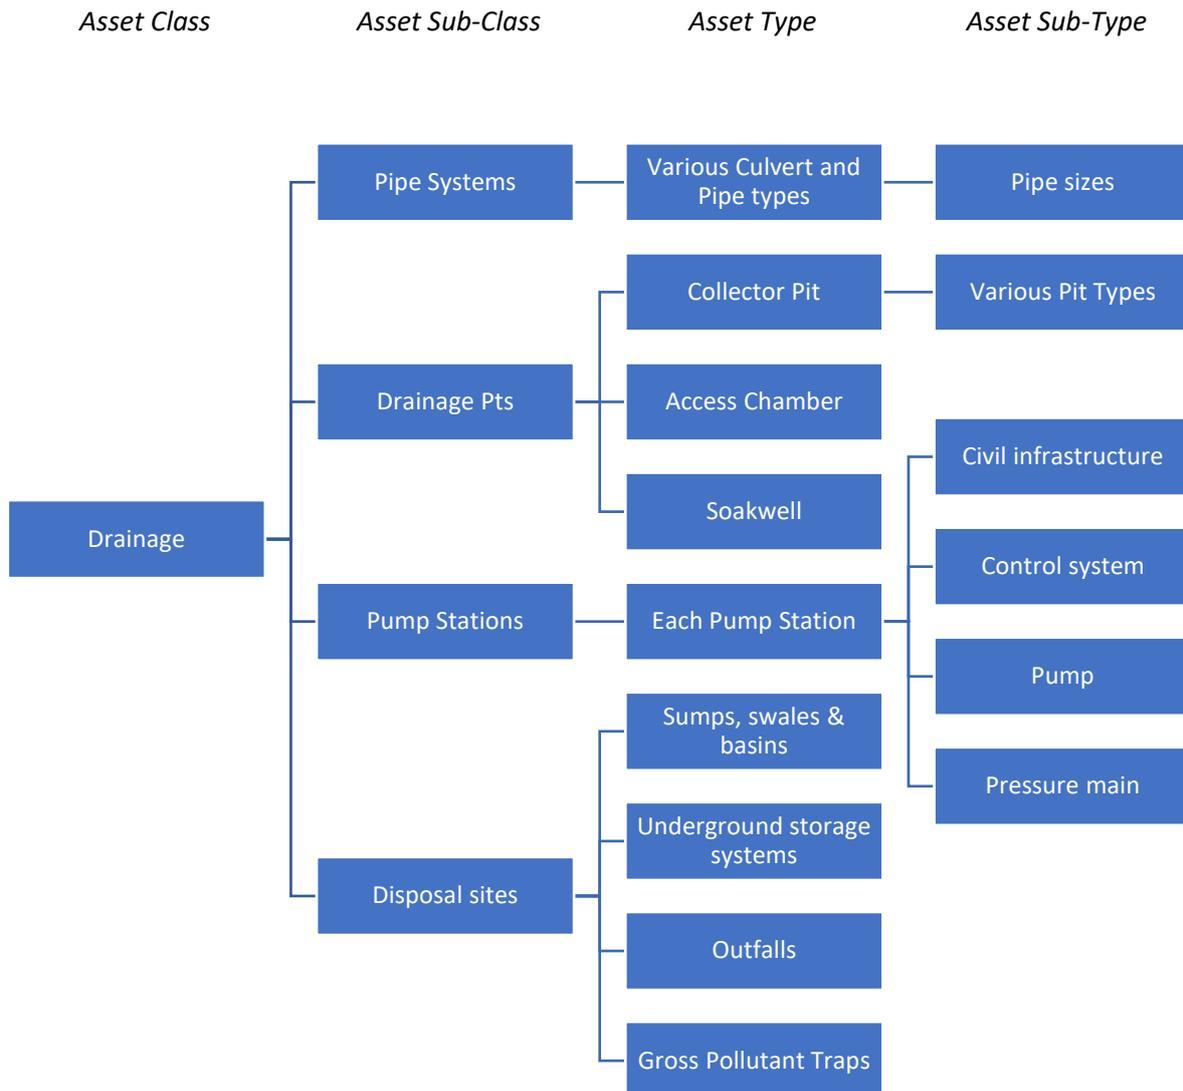 Asset Class
Asset Sub-Class
Asset Type
Asset Sub-Type
Drainage
Pipe Systems
Various Culvert and
Pipe types
Pipe sizes
Drainage Pts
Collector Pit
Various Pit Types
Access Chamber
Soakwell
Pump Stations
Each Pump Station
Civil infrastructure
Control system
Pump
Pressure main
Disposal sites
Sumps, swales &
basins
Underground storage
systems
Outfalls
Gross Pollutant Traps